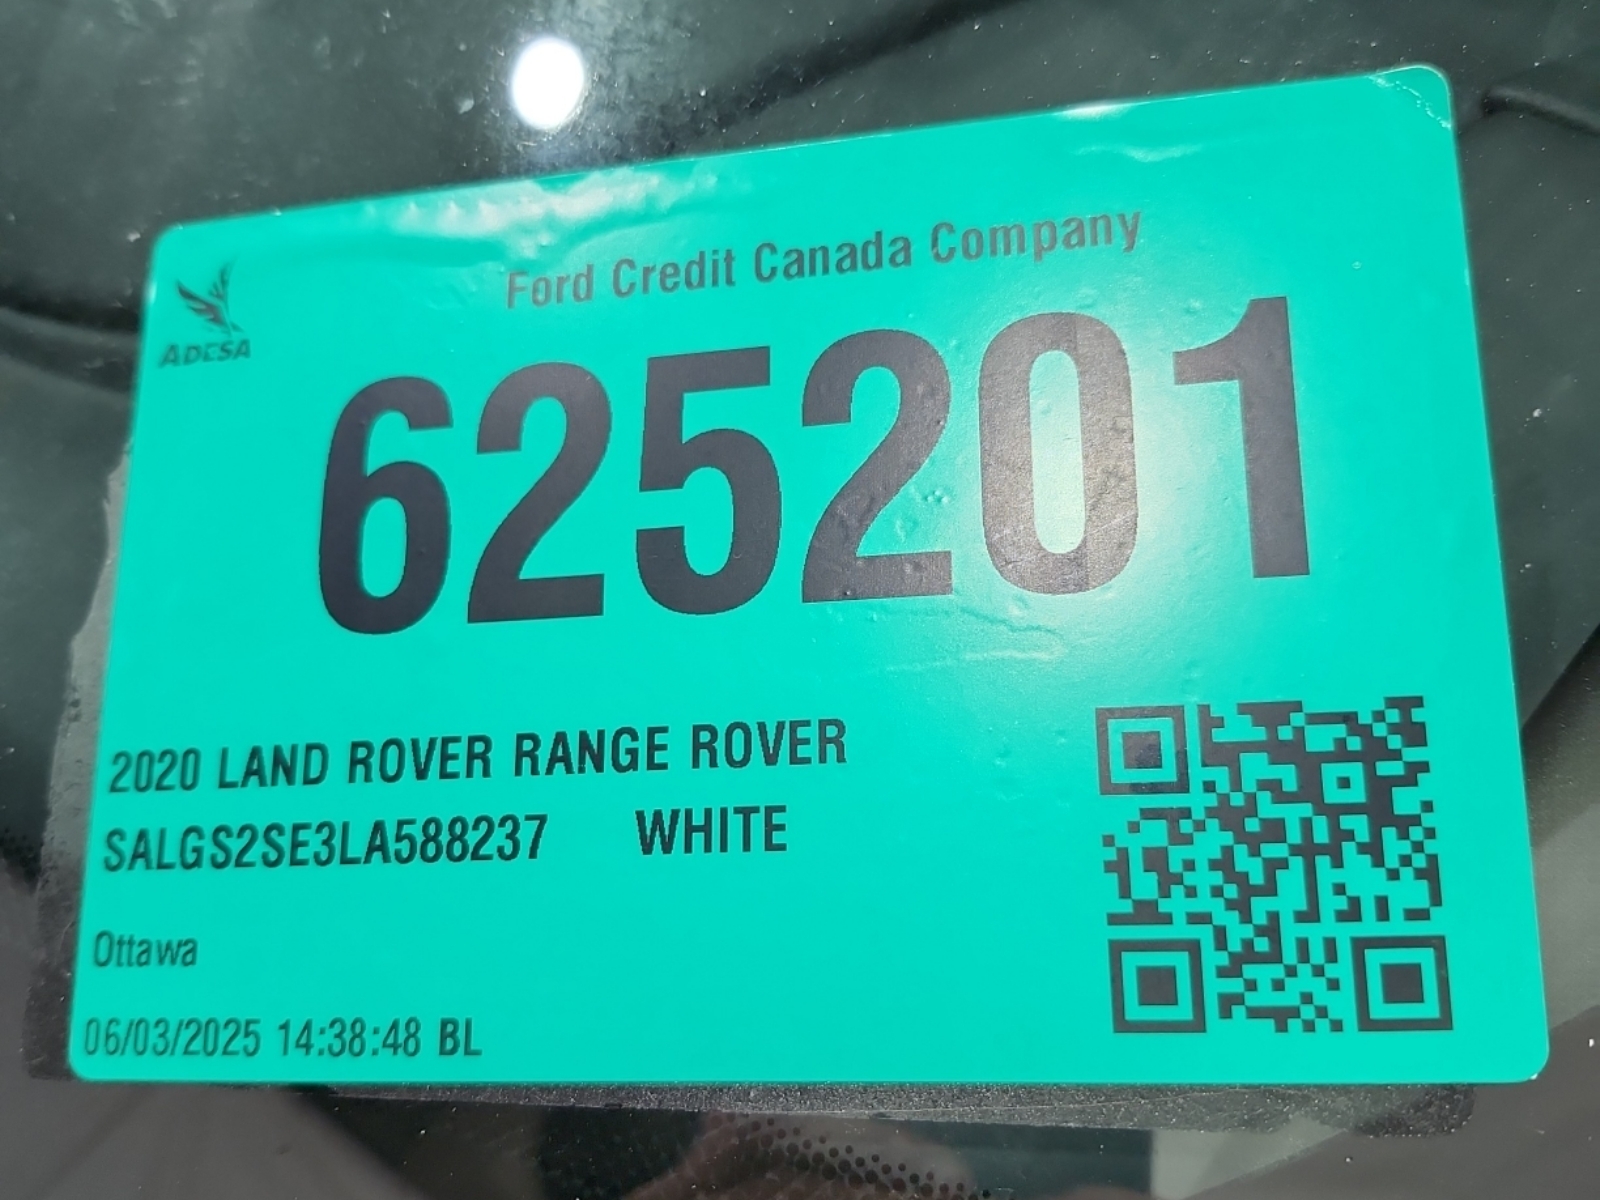 Ford Credit Canada Company
ADESA
625201
2020 LAND ROVER RANGE ROVER
SALGS2SE3LA588237 WHITE
Ottawa
06/03/2025 14:38:48 BL